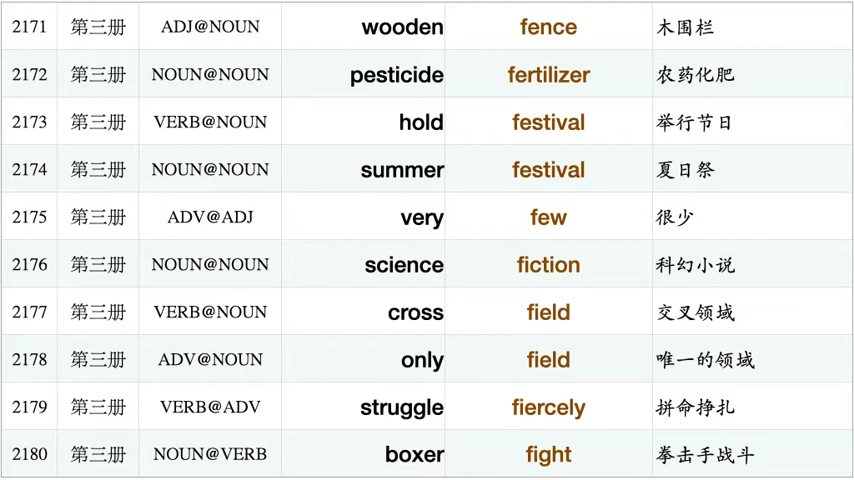 2171 第三册 ADJ@NOUN wooden fence 木围栏
2172 第三册 NOUN@NOUN pesticide fertilizer 农药化肥
2173 第三册 VERB@NOUN hold festival 举行节日
2174 第三册 NOUN@NOUN summer festival 夏日祭
2175 第三册 ADV@ADJ very few 很少
2176 第三册 NOUN@NOUN science fiction 科幻小说
2177 第三册 VERB@NOUN cross field 交叉领域
2178 第三册 ADV@NOUN only field 唯一的领域
2179 第三册 VERB@ADV struggle fiercely 拼命挣扎
2180 第三册 NOUN@VERB boxer fight 拳击手战斗